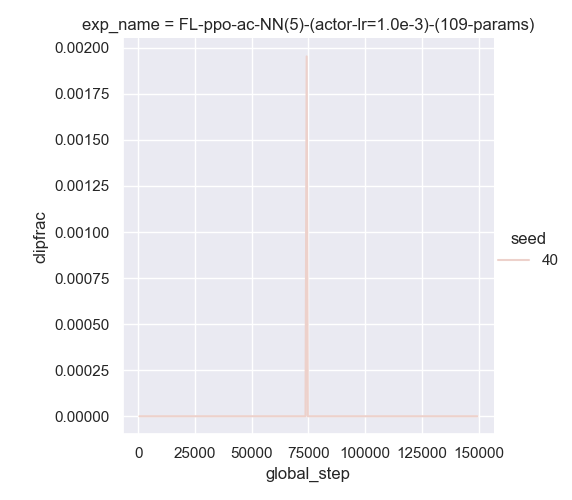 exp_name = FL-ppo-ac-NN(5)-(actor-lr=1.0e-3)-(109-params)
0.00200
0.00175
0.00150
0.00125
0.00100
0.00075
0.00050
0.00025
0.00000
clipfrac
0 25000 50000 75000 100000 125000 150000
global_step
seed
40